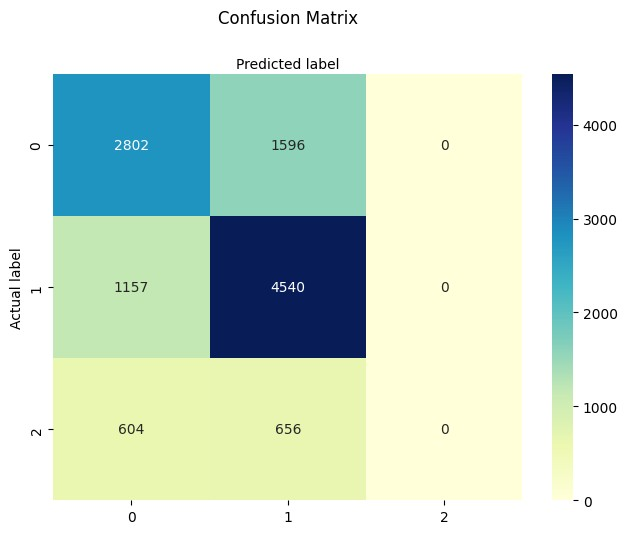 Confusion Matrix
Predicted label
0 2802 1596 0
Actual label
1 1157 4540 0
2 604 656 0
0 1 2
4000
3000
2000
1000
0